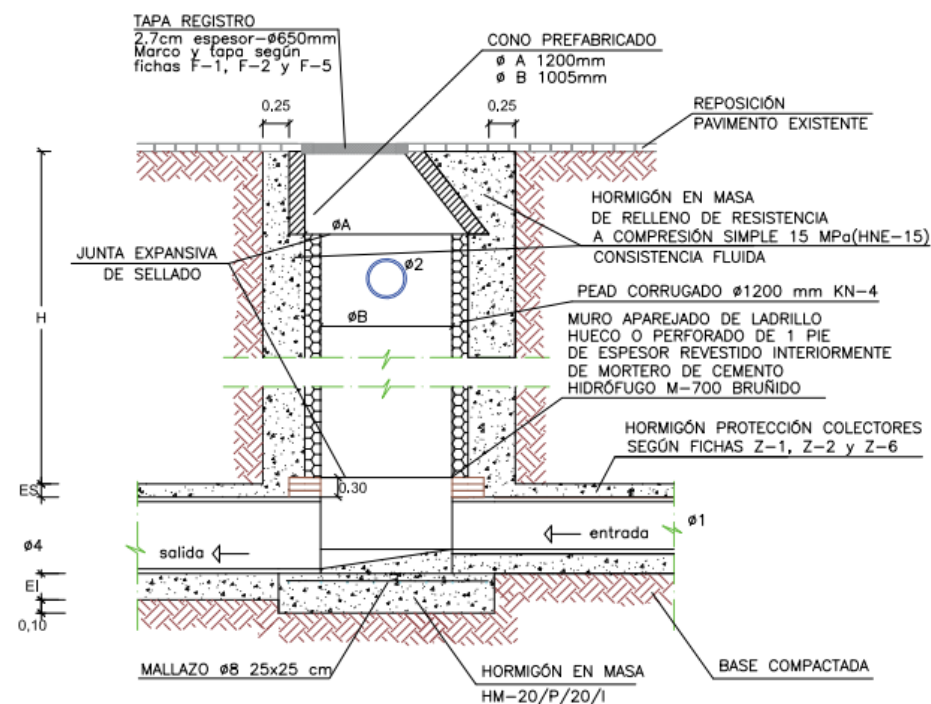 TAPA REGISTRO
2.7cm espesor-Ø650mm
Marco y tapa según
fichas F-1, F-2 y F-5
CONO PREFABRICADO
ø A 1200mm
ø B 1005mm
0,25
0,25
REPOSICIÓN
PAVIMENTO EXISTENTE
HORMIGÓN EN MASA
DE RELLENO DE RESISTENCIA
A COMPRESIÓN SIMPLE 15 MPa(HNE-15)
CONSISTENCIA FLUIDA
øA
JUNTA EXPANSIVA
DE SELLADO
ø2
PEAD CORRUGADO ø1200 mm KN-4
H
øB
MURO APAREJADO DE LADRILLO
HUECO O PERFORADO DE 1 PIE
DE ESPESOR REVESTIDO INTERIORMENTE
DE MORTERO DE CEMENTO
HIDRÓFUGO M-700 BRUÑIDO
HORMIGÓN PROTECCIÓN COLECTORES
SEGÚN FICHAS Z-1, Z-2 y Z-6
ES
0.30
ø1
ø4
salida
entrada
EI
0,10
MALLAZO ø8 25x25 cm
HORMIGÓN EN MASA
HM-20/P/20/I
BASE COMPACTADA